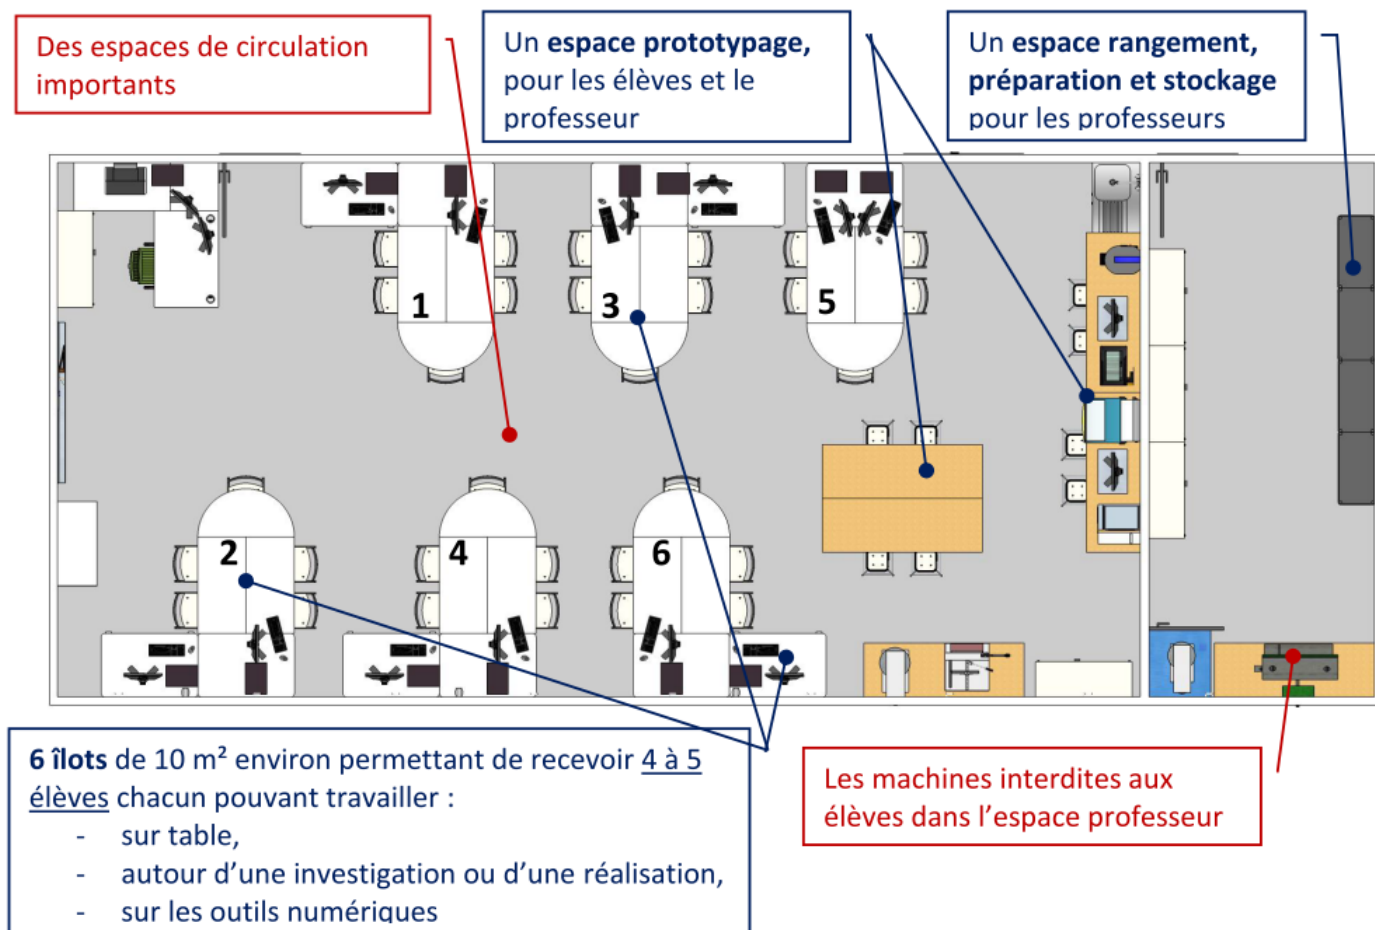 Des espaces de circulation
importants
Un espace prototypage,
pour les élèves et le
professeur
Un espace rangement,
préparation et stockage
pour les professeurs
1
3
5
2
4
6
6 îlots de 10 m² environ permettant de recevoir 4 à 5
élèves chacun pouvant travailler :
- sur table,
- autour d’une investigation ou d’une réalisation,
- sur les outils numériques
Les machines interdites aux
élèves dans l’espace professeur